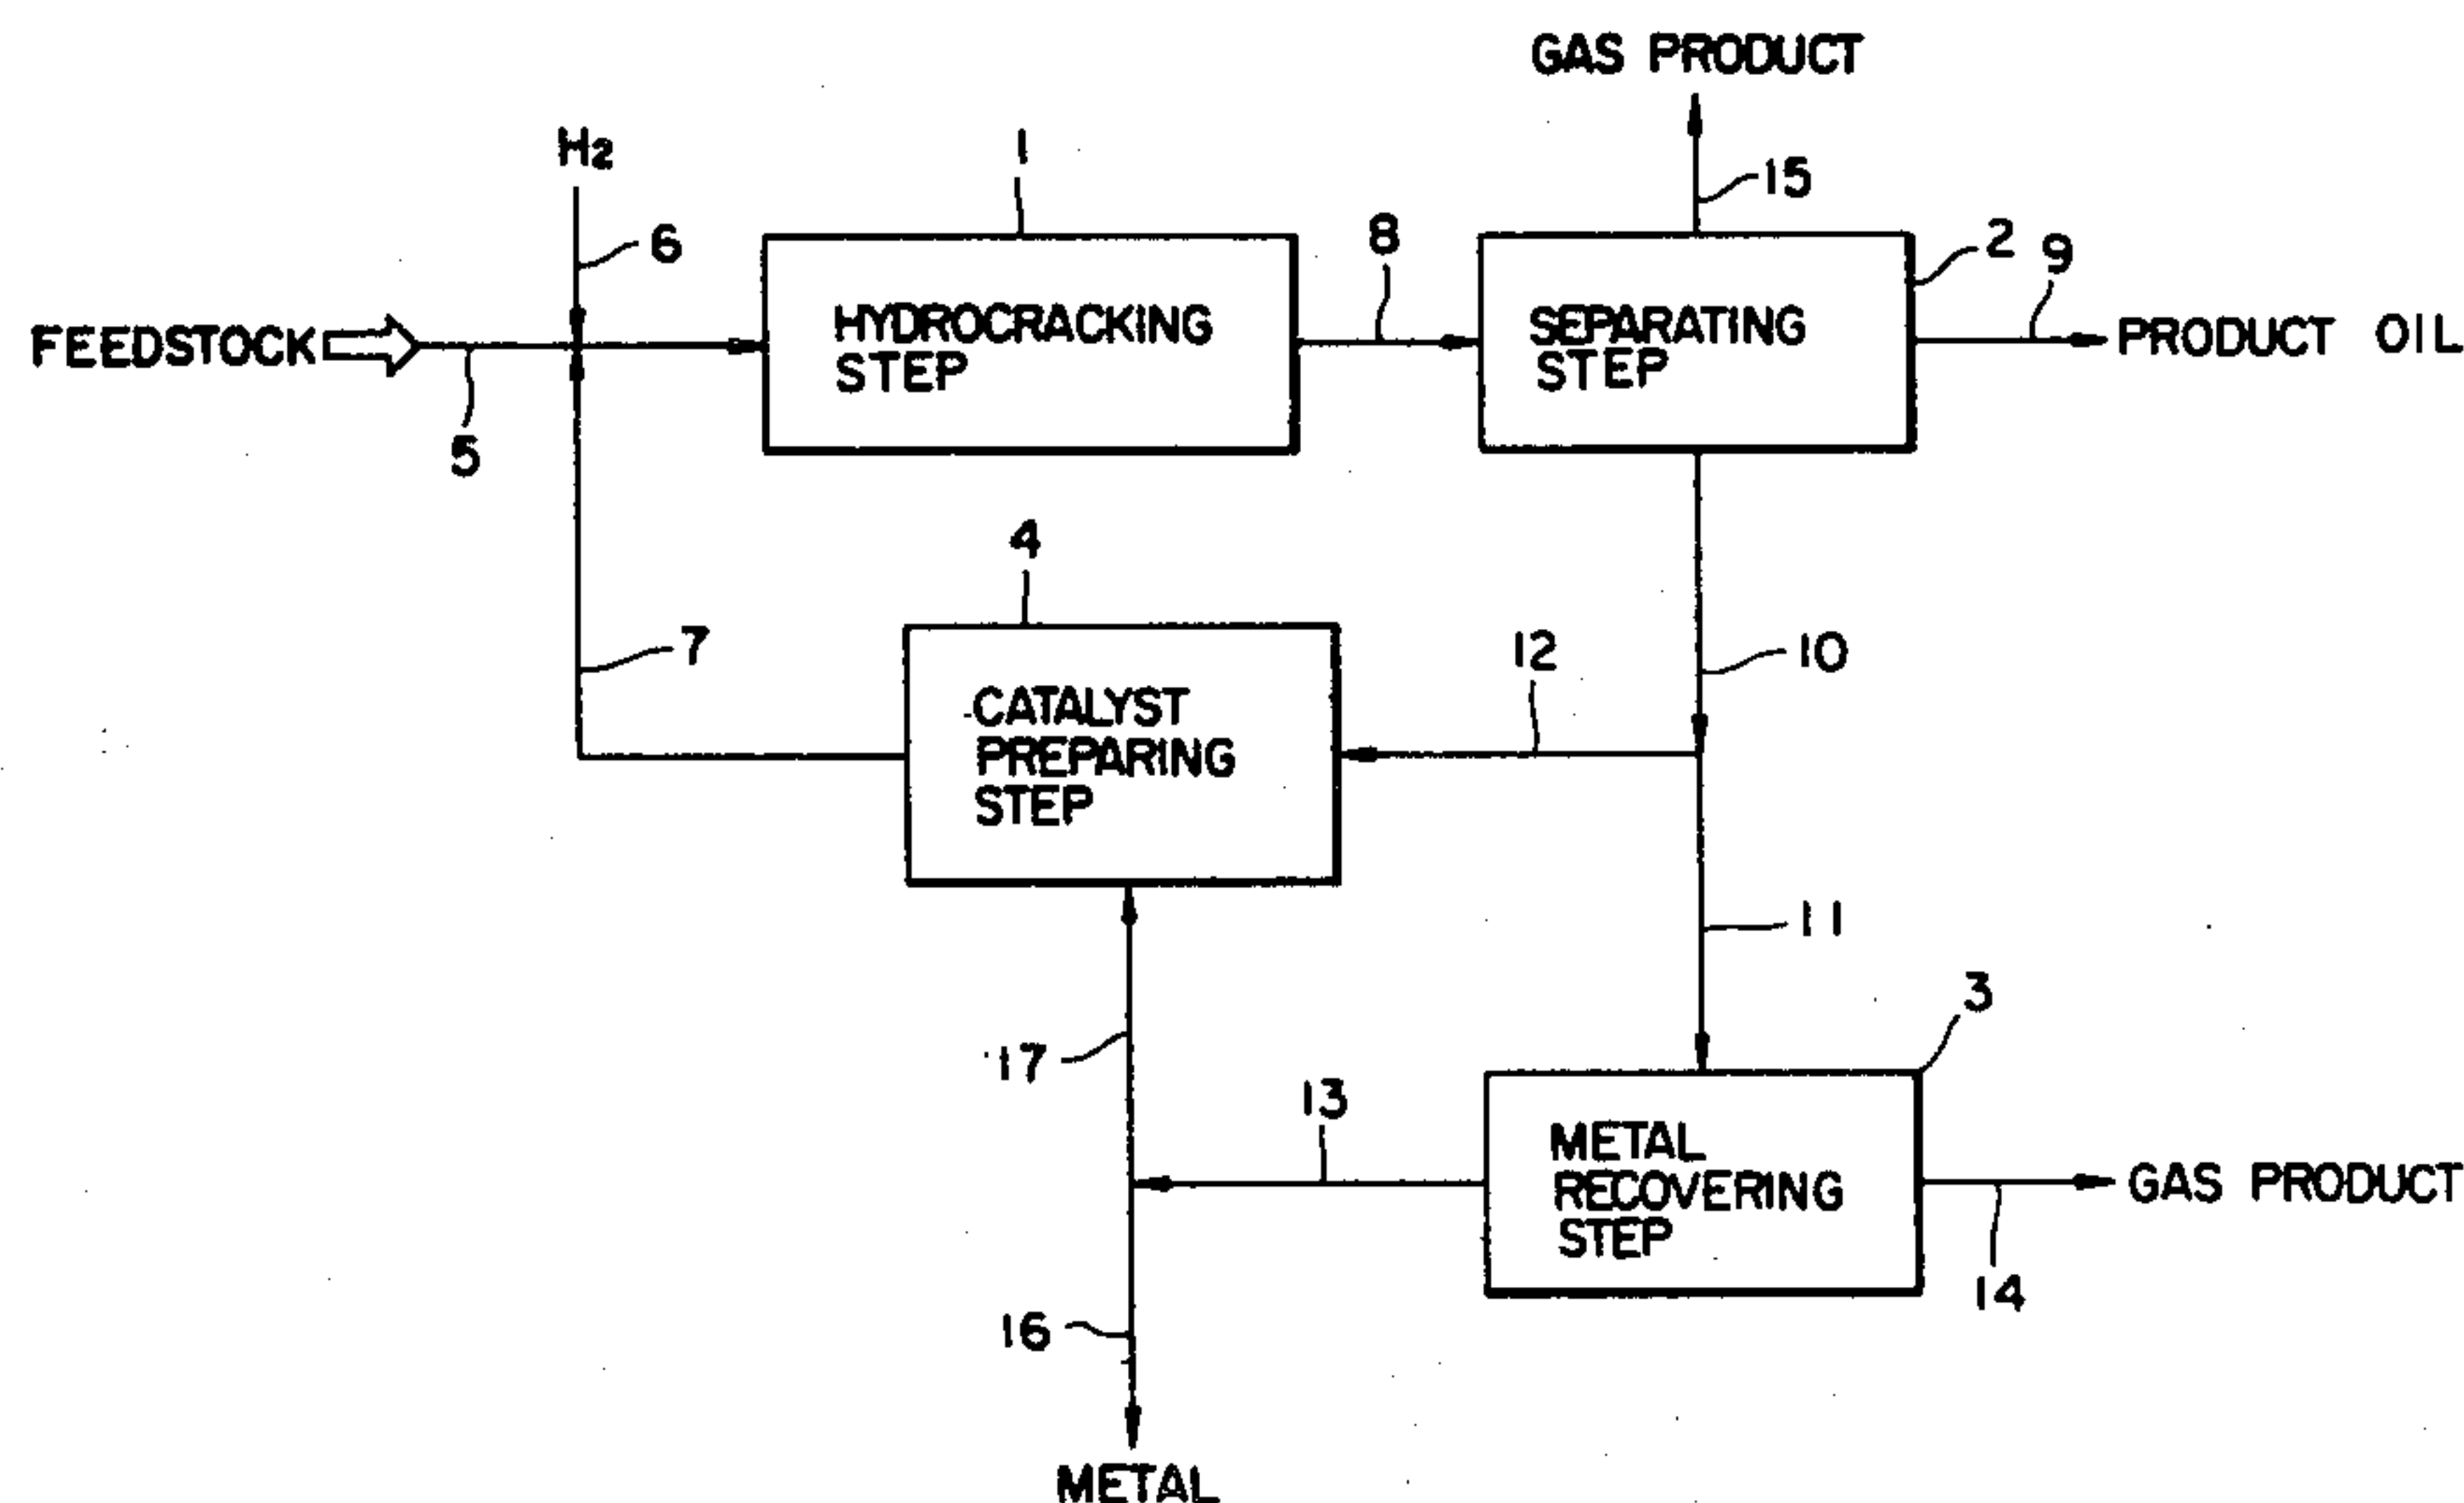 GAS PRODUCT
H2
1
15
6
8
2
9
FEEDSTOCK
HYDROCRACKING
STEP
SEPARATING
STEP
PRODUCT OIL
5
4
7
12
10
CATALYST
PREPARING
STEP
11
3
17
13
METAL
RECOVERING
STEP
GAS PRODUCT
14
16
METAL